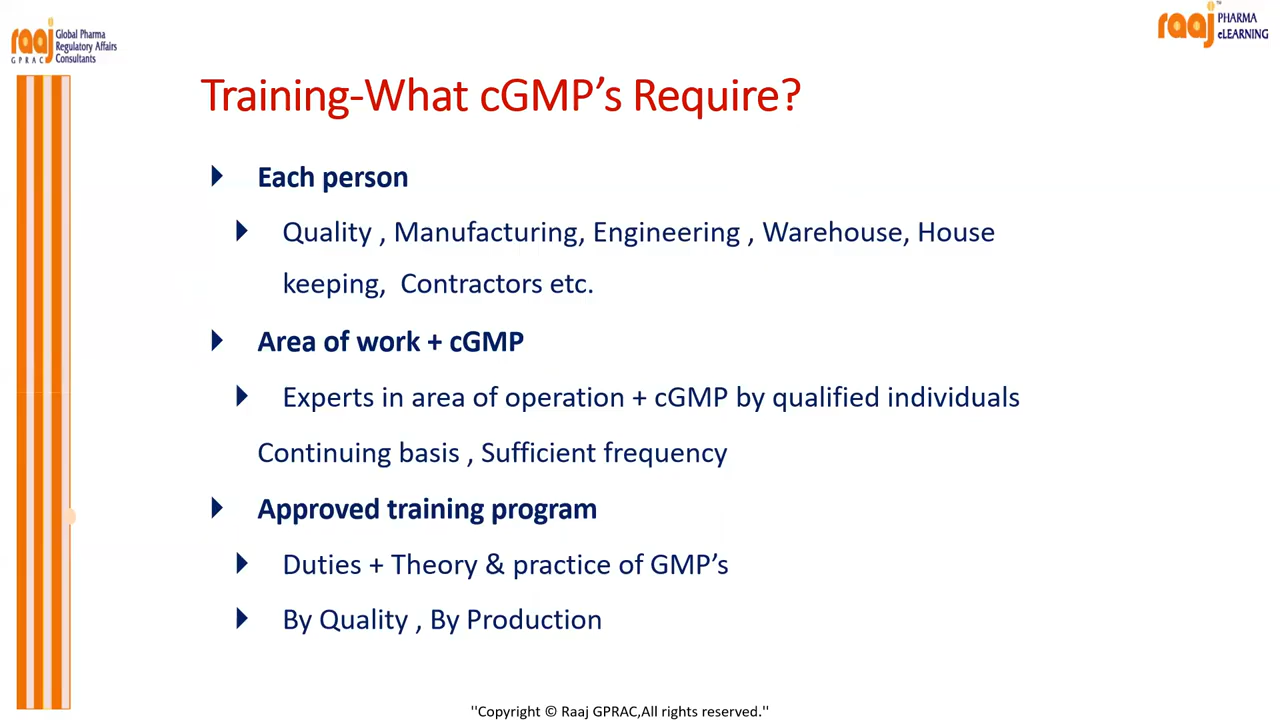 raaj Global Pharma
Regulatory Affairs
GPRAC Consultants
raaj PHARMA
eLEARNING
™
Training-What cGMP’s Require?
Each person
Quality , Manufacturing, Engineering , Warehouse, House
keeping, Contractors etc.
Area of work + cGMP
Experts in area of operation + cGMP by qualified individuals
Continuing basis , Sufficient frequency
Approved training program
Duties + Theory & practice of GMP’s
By Quality , By Production
''Copyright © Raaj GPRAC,All rights reserved.''